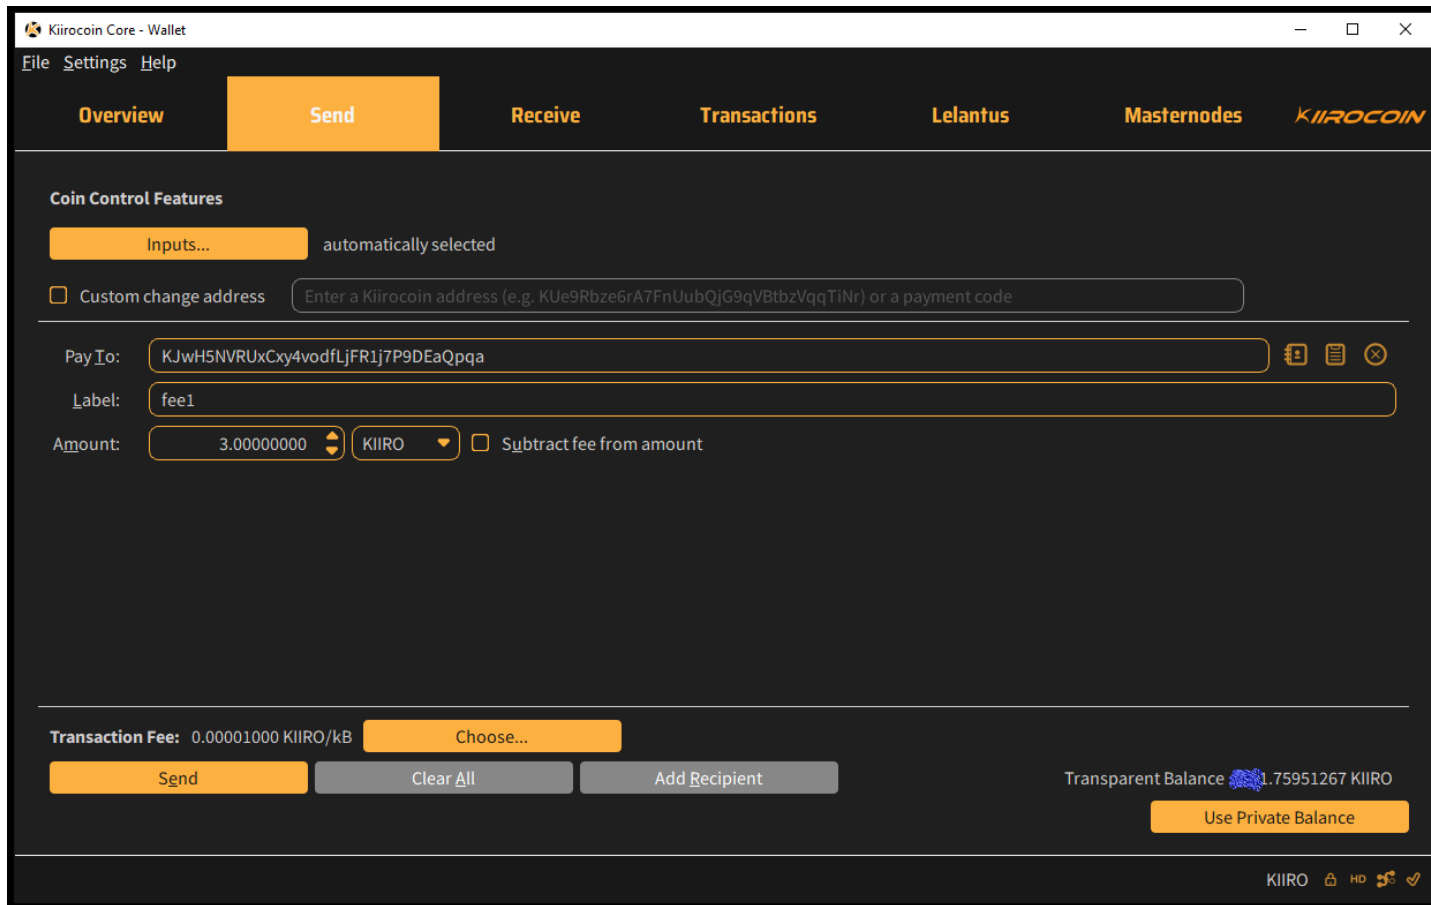 Kiirocoin Core - Wallet
File Settings Help
Overview Send Receive Transactions Lelantus Masternodes KIIROCOIN
Coin Control Features
Inputs... automatically selected
Custom change address Enter a Kiirocoin address (e.g. KUe9Rbze6rA7FnUubQjG9qVBtbzVqqTiNr) or a payment code
Pay To: KJwH5NVRUxCxy4vodfLjFR1j7P9DEaQpqa
Label: fee1
Amount: 3.00000000 KIIRO Subtract fee from amount
Transaction Fee: 0.00001000 KIIRO/kB Choose...
Send Clear All Add Recipient Transparent Balance 1.75951267 KIIRO
Use Private Balance
KIIRO HD